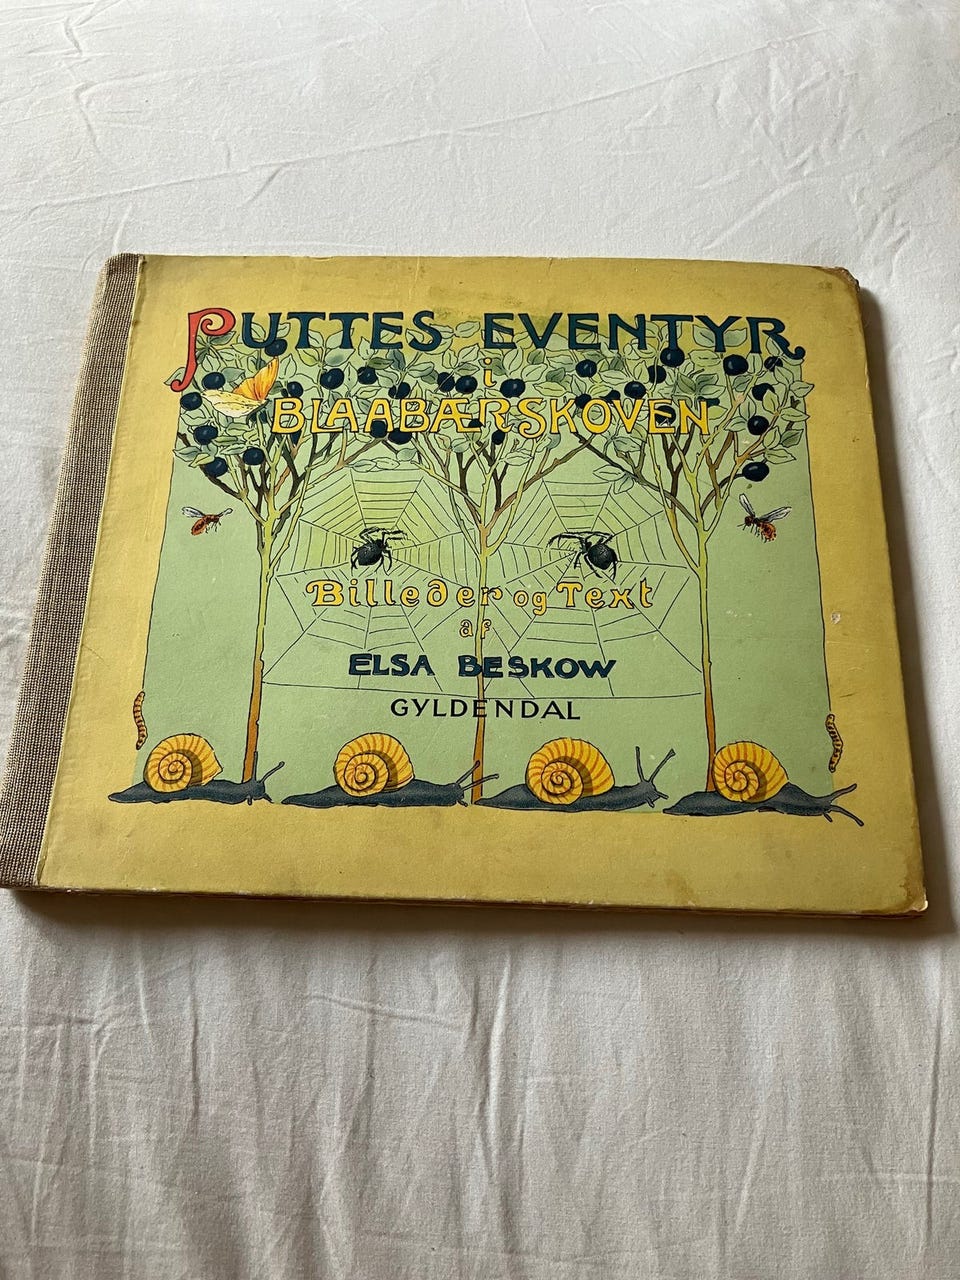 PUTTES EVENTYR
i
BLAABÆRSKOVEN
Billeder og Text
af
ELSA BESKOW
GYLDENDAL